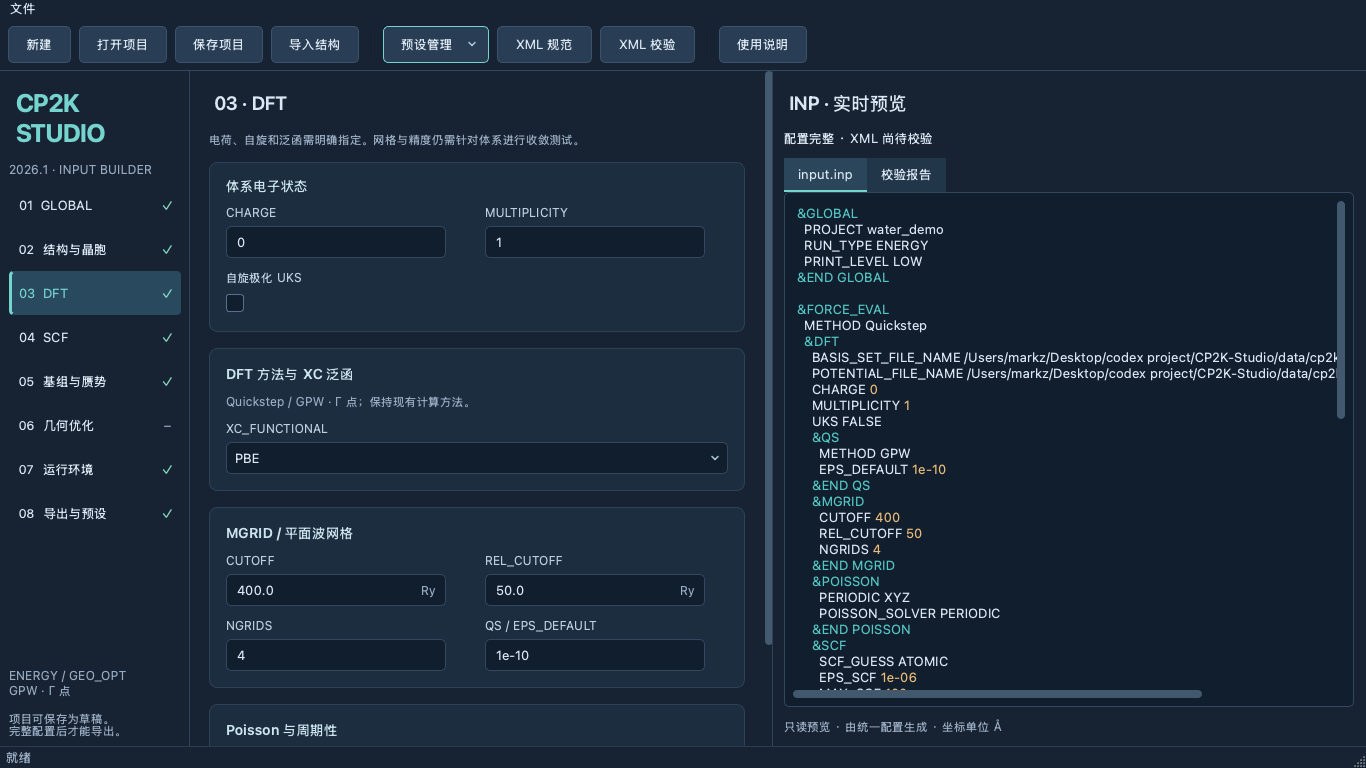 文件
新建
打开项目
保存项目
导入结构
预设管理
XML 规范
XML 校验
使用说明
CP2K
STUDIO
2026.1 · INPUT BUILDER
01 GLOBAL ✓
02 结构与晶胞 ✓
03 DFT ✓
04 SCF ✓
05 基组与赝势 ✓
06 几何优化 –
07 运行环境 ✓
08 导出与预设 ✓
ENERGY / GEO_OPT
GPW · Γ 点
项目可保存为草稿。
完整配置后才能导出。
就绪
03 · DFT
电荷、自旋和泛函需明确指定。网格与精度仍需针对体系进行收敛测试。
体系电子状态
CHARGE
MULTIPLICITY
0
1
自旋极化 UKS
DFT 方法与 XC 泛函
Quickstep / GPW · Γ 点；保持现有计算方法。
XC_FUNCTIONAL
PBE
MGRID / 平面波网格
CUTOFF
REL_CUTOFF
400.0 Ry
50.0 Ry
NGRIDS
QS / EPS_DEFAULT
4
1e-10
Poisson 与周期性
INP · 实时预览
配置完整 · XML 尚待校验
input.inp
校验报告
&GLOBAL
PROJECT water_demo
RUN_TYPE ENERGY
PRINT_LEVEL LOW
&END GLOBAL
&FORCE_EVAL
METHOD Quickstep
&DFT
BASIS_SET_FILE_NAME /Users/markz/Desktop/codex project/CP2K-Studio/data/cp2k
POTENTIAL_FILE_NAME /Users/markz/Desktop/codex project/CP2K-Studio/data/cp2
CHARGE 0
MULTIPLICITY 1
UKS FALSE
&QS
METHOD GPW
EPS_DEFAULT 1e-10
&END QS
&MGRID
CUTOFF 400
REL_CUTOFF 50
NGRIDS 4
&END MGRID
&POISSON
PERIODIC XYZ
POISSON_SOLVER PERIODIC
&END POISSON
&SCF
SCF_GUESS ATOMIC
EPS_SCF 1e-06
只读预览 · 由统一配置生成 · 坐标单位 Å